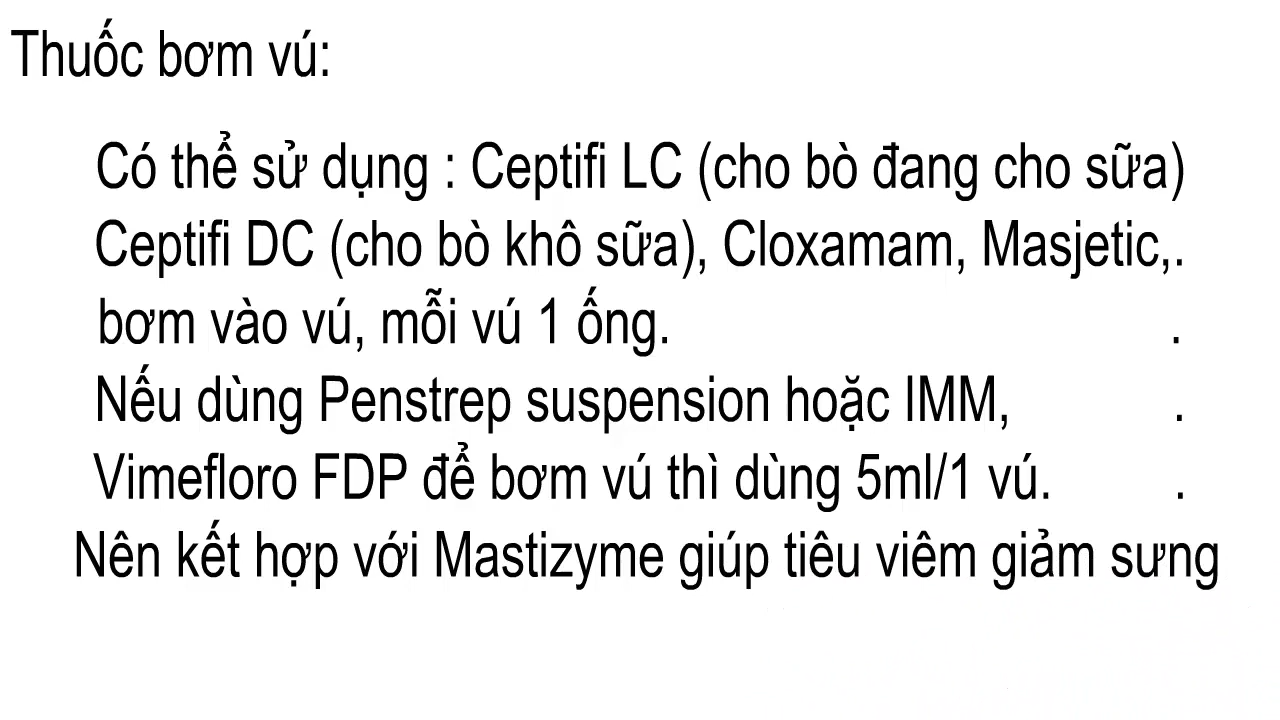 Thuốc bơm vú:
Có thể sử dụng : Ceptifi LC (cho bò đang cho sữa)
Ceptifi DC (cho bò khô sữa), Cloxamam, Masjetic,.
bơm vào vú, mỗi vú 1 ống. .
Nếu dùng Penstrep suspension hoặc IMM, .
Vimefloro FDP để bơm vú thì dùng 5ml/1 vú. .
Nên kết hợp với Mastizyme giúp tiêu viêm giảm sưng